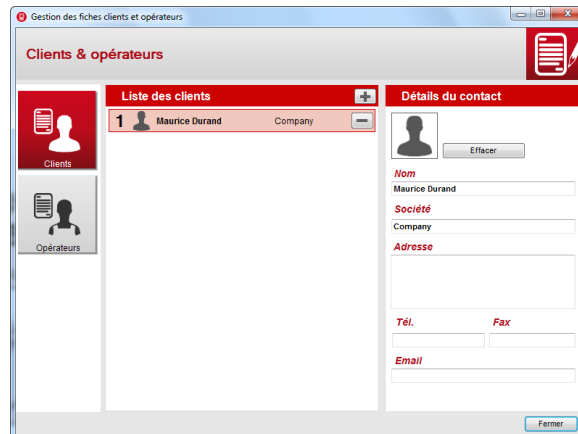 Gestion des fiches clients et opérateurs
Clients & opérateurs
Clients
Opérateurs
Liste des clients
1 Maurice Durand Company
Détails du contact
Effacer
Nom
Maurice Durand
Société
Company
Adresse
Tél. Fax
Email
Fermer